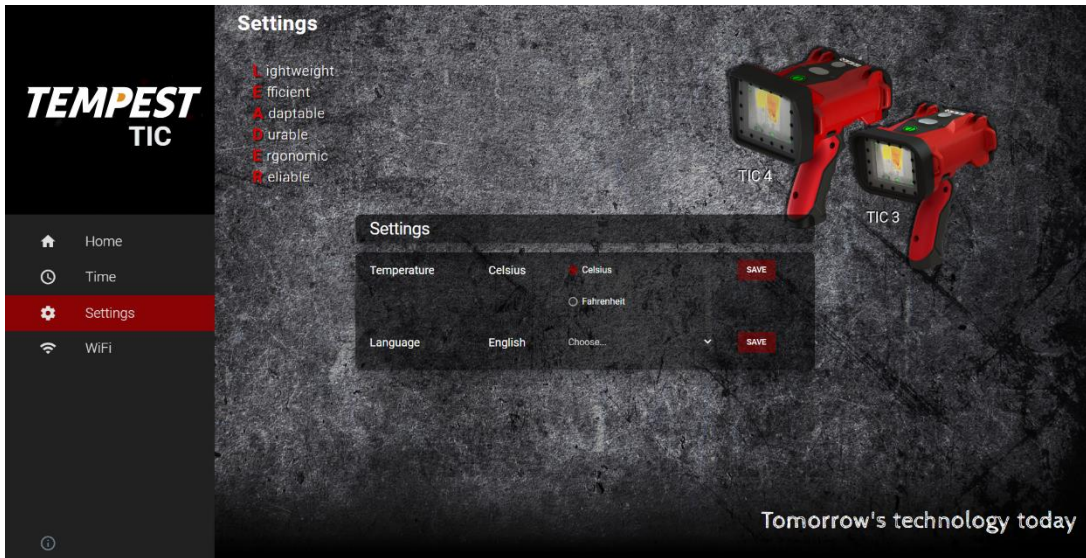 TEMPEST
TIC
Home
Time
Settings
WiFi
Settings
Lightweight
Efficient
Adaptable
Durable
Ergonomic
Reliable
TIC 4
TIC 3
Settings
Temperature Celsius Celsius SAVE
Fahrenheit
Language English Choose... SAVE
Tomorrow's technology today